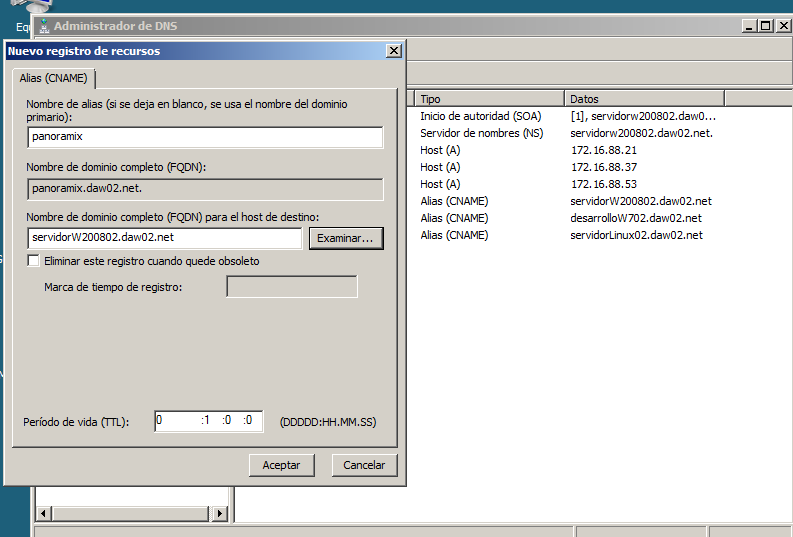 Administrador de DNS
Nuevo registro de recursos
Alias (CNAME)
Nombre de alias (si se deja en blanco, se usa el nombre del dominio
primario):
panoramix
Nombre de dominio completo (FQDN):
panoramix.daw02.net.
Nombre de dominio completo (FQDN) para el host de destino:
servidorW200802.daw02.net
Examinar...
Eliminar este registro cuando quede obsoleto
Marca de tiempo de registro:
Período de vida (TTL):
0 :1 :0 :0
(DDDDD:HH.MM.SS)
Aceptar
Cancelar
Tipo
Datos
Inicio de autoridad (SOA)
[1], servidorw200802.daw0...
Servidor de nombres (NS)
servidorw200802.daw02.net.
Host (A)
172.16.88.21
Host (A)
172.16.88.37
Host (A)
172.16.88.53
Alias (CNAME)
servidorW200802.daw02.net
Alias (CNAME)
desarrolloW702.daw02.net
Alias (CNAME)
servidorLinux02.daw02.net